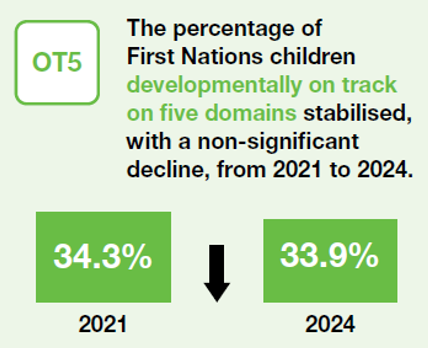 OT5
The percentage of
First Nations children
developmentally on track
on five domains stabilised,
with a non-significant
decline, from 2021 to 2024.
34.3%
33.9%
2021
2024